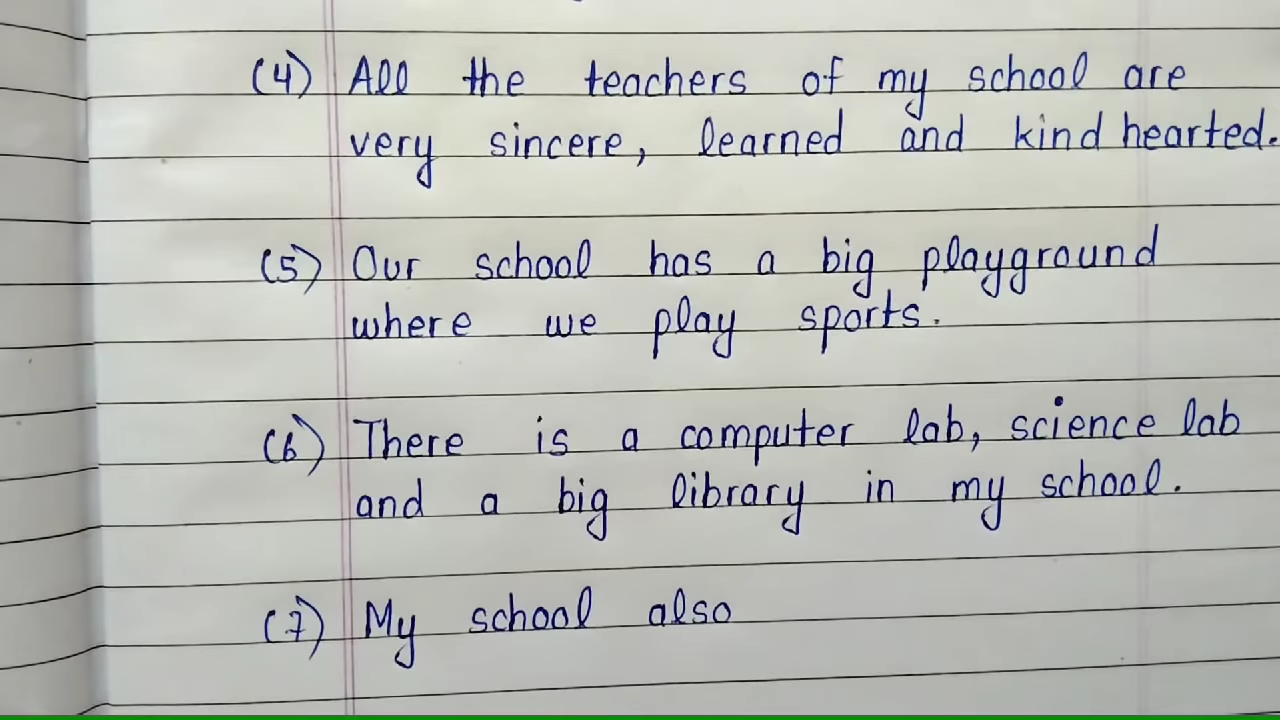 (4) All the teachers of my school are
very sincere, learned and kind hearted.
(5) Our school has a big playground
where we play sports.
(6) There is a computer lab, science lab
and a big library in my school.
(7) My school also